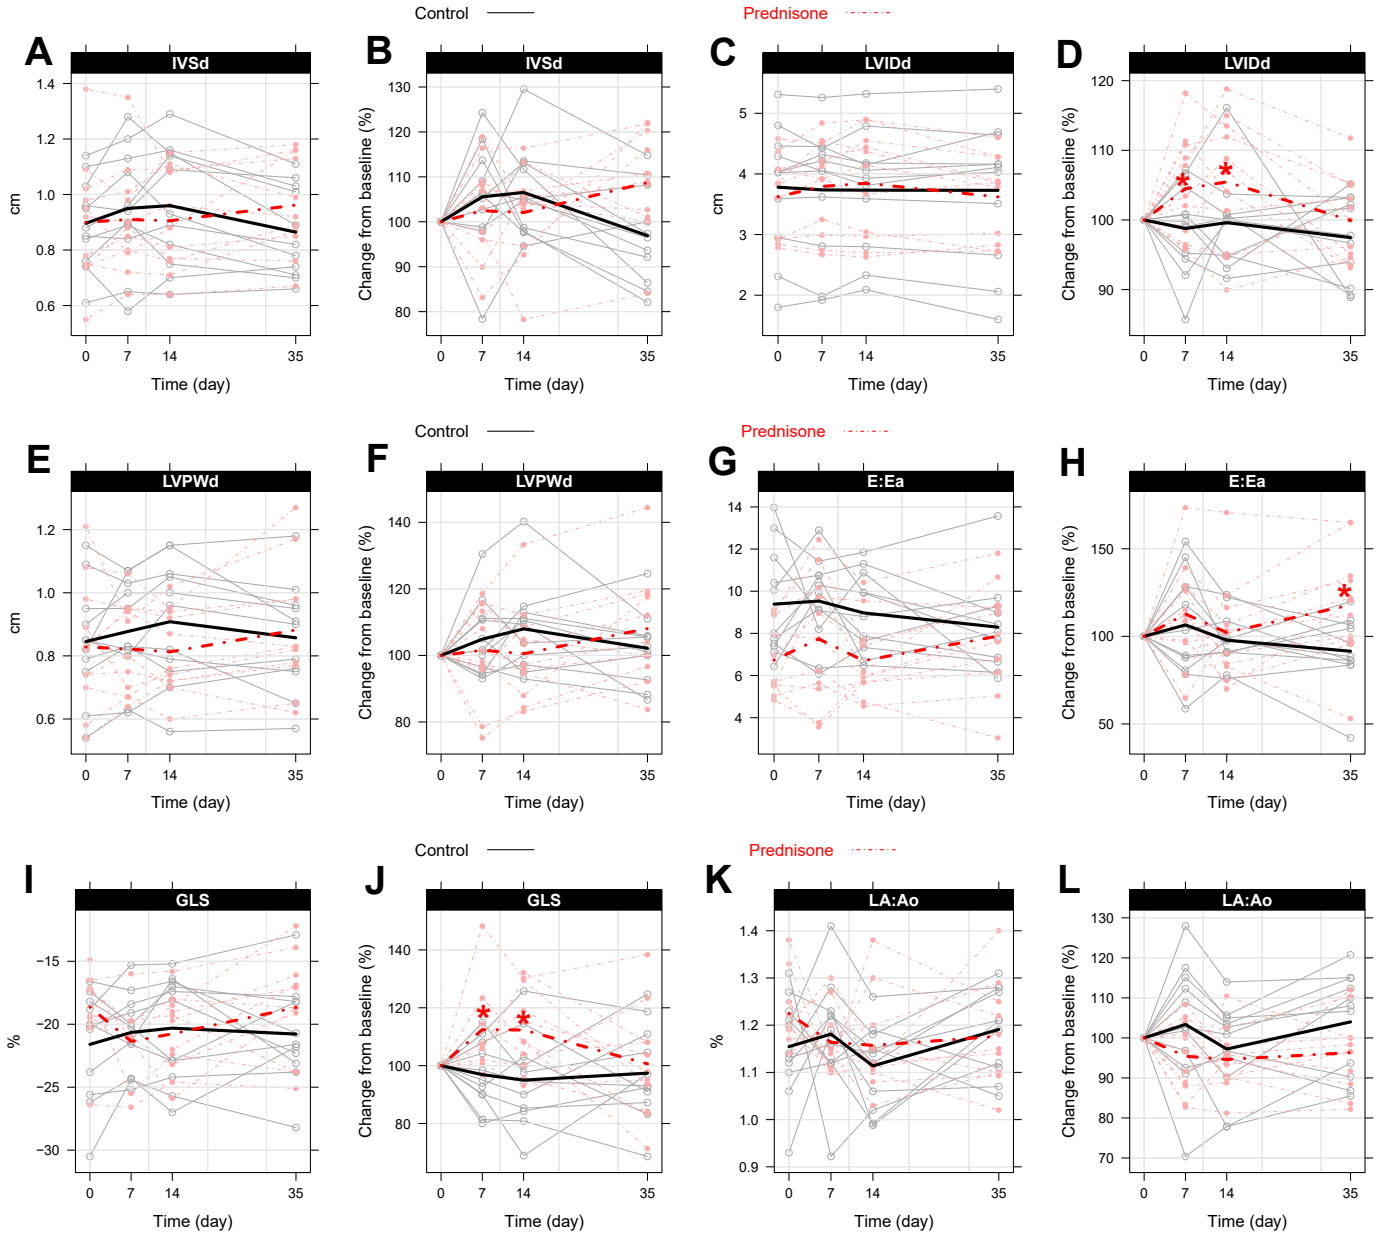 Control Prednisone
A B C D
IVSd IVSd LVIDd LVIDd
cm
1.4
1.2
1.0
0.8
0.6
0 7 14 35
Time (day)
Change from baseline (%)
130
120
110
100
90
80
0 7 14 35
Time (day)
5
4
3
2
0 7 14 35
Time (day)
Change from baseline (%)
120
110
100
90
0 7 14 35
Time (day)
Control Prednisone
E F G H
LVPWd LVPWd E:Ea E:Ea
cm
1.2
1.0
0.8
0.6
0 7 14 35
Time (day)
Change from baseline (%)
140
120
100
80
0 7 14 35
Time (day)
14
12
10
8
6
4
0 7 14 35
Time (day)
Change from baseline (%)
150
100
50
0 7 14 35
Time (day)
Control Prednisone
I J K L
GLS GLS LA:Ao LA:Ao
%
−15
−20
−25
−30
0 7 14 35
Time (day)
Change from baseline (%)
140
120
100
80
0 7 14 35
Time (day)
%
1.4
1.3
1.2
1.1
1.0
0.9
0 7 14 35
Time (day)
Change from baseline (%)
130
120
110
100
90
80
70
0 7 14 35
Time (day)